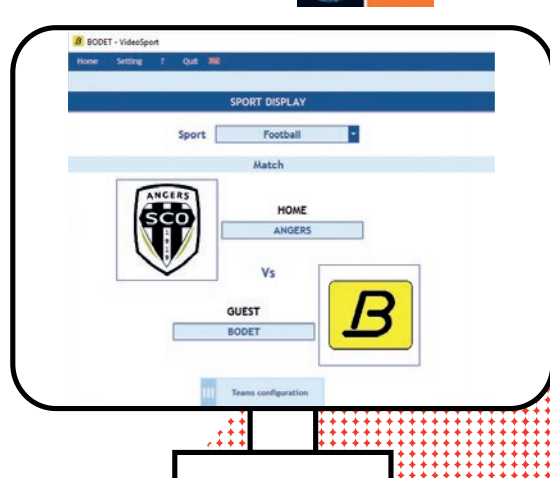 B BODET - VideoSport
Home Setting ? Quit
SPORT DISPLAY
Sport Football
Match
ANGERS
SCO
1919
HOME
ANGERS
Vs
GUEST
BODET
B
Teams configuration